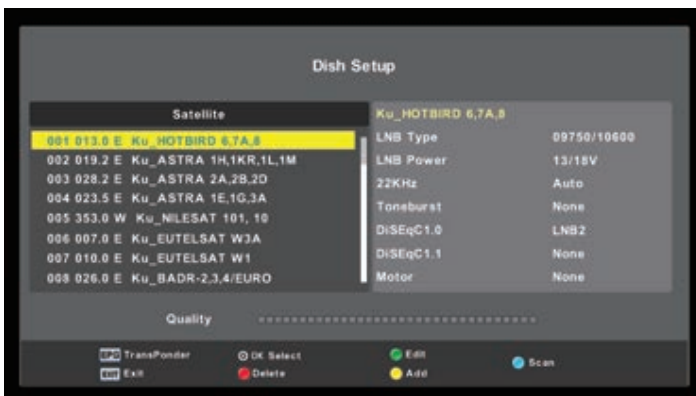 Dish Setup
Satellite
001 013.0 E Ku_HOTBIRD 6,7A,8
002 019.2 E Ku_ASTRA 1H,1KR,1L,1M
003 028.2 E Ku_ASTRA 2A,2B,2D
004 023.5 E Ku_ASTRA 1E,1G,3A
005 353.0 W Ku_NILESAT 101, 10
006 007.0 E Ku_EUTELSAT W3A
007 010.0 E Ku_EUTELSAT W1
008 026.0 E Ku_BADR-2,3,4/EURO
Ku_HOTBIRD 6,7A,8
LNB Type 09750/10600
LNB Power 13/18V
22KHz Auto
Toneburst None
DiSEqC1.0 LNB2
DiSEqC1.1 None
Motor None
Quality
EPG TransPonder OK Select Edit Scan
EXIT Exit Delete Add